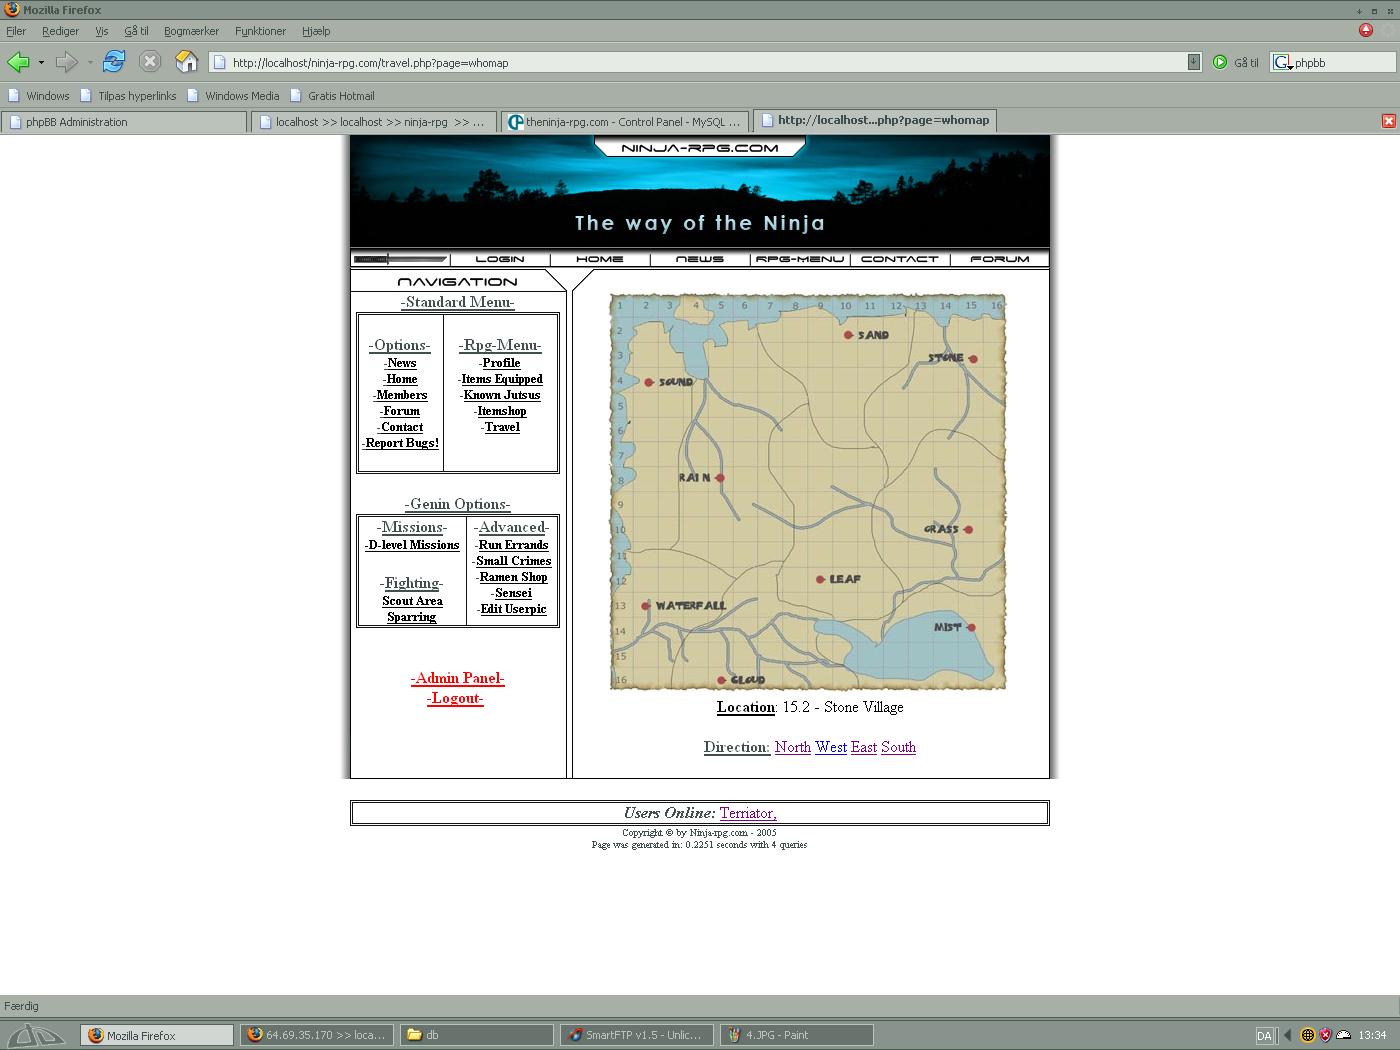 Mozilla Firefox
Filer Rediger Vis Gå til Bogmærker Funktioner Hjælp
http://localhost/ninja-rpg.com/travel.php?page=whomap Gå til phpbb
Windows Tilpas hyperlinks Windows Media Gratis Hotmail
phpBB Administration localhost >> localhost >> ninja-rpg >> ... theninja-rpg.com - Control Panel - MySQL ... http://localhost...php?page=whomap
NINJA-RPG.COM
The way of the Ninja
LOGIN HOME NEWS RPG-MENU CONTACT FORUM
NAVIGATION
-Standard Menu-
-Options-
-News
-Home
-Members
-Forum
-Contact
-Report Bugs!
-Rpg-Menu-
-Profile
-Items Equipped
-Known Jutsus
-Itemshop
-Travel
-Genin Options-
-Missions-
-D-level Missions
-Fighting-
Scout Area
Sparring
-Advanced-
-Run Errands
-Small Crimes
-Ramen Shop
-Sensei
-Edit Userpic
-Admin Panel-
-Logout-
1 2 3 4 5 6 7 8 9 10 11 12 13 14 15 16
2
3
4
5
6
7
8
9
10
11
12
13
14
15
16
SAND
STONE
SOUND
RAIN
GRASS
LEAF
WATERFALL
MIST
CLOUD
Location: 15.2 - Stone Village
Direction: North West East South
Users Online: Terriator,
Copyright © by Ninja-rpg.com - 2005
Page was generated in: 0.2251 seconds with 4 queries
Færdig
Mozilla Firefox 64.69.35.170 >> loca... db SmartFTP v1.5 - Unlic... 4.JPG - Paint DA 13:34